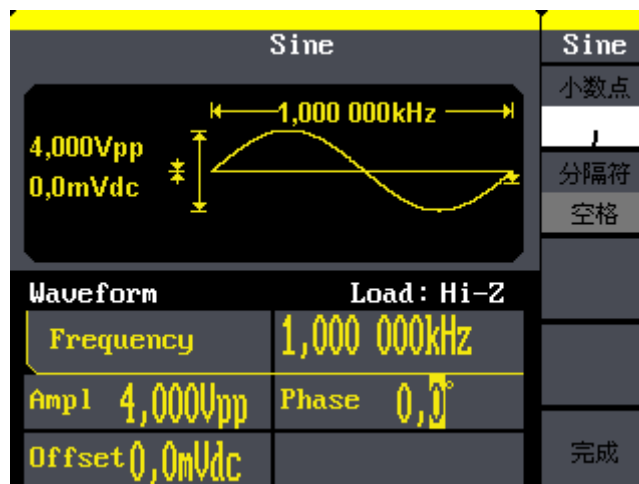 Sine
Sine
小数点
,
分隔符
空格
完成
1,000 000kHz
4,000Vpp
0,0mVdc
Waveform
Load: Hi-Z
Frequency
1,000 000kHz
Ampl 4,000Vpp
Phase 0,0°
Offset 0,0mVdc